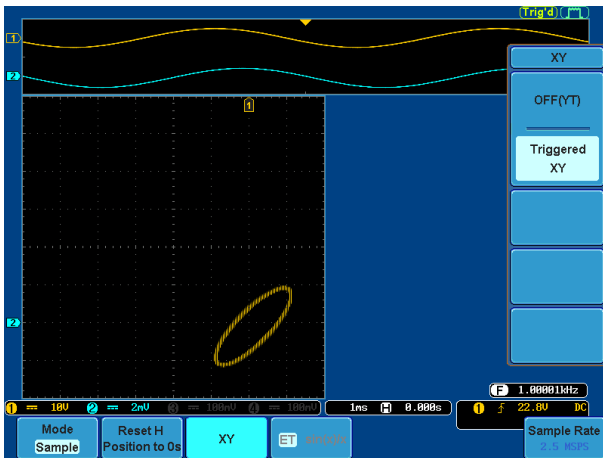 Trig'd
1
XY
2
OFF(YT)
1
Triggered
XY
2
F 1.00001kHz
1 10V 2 2mV 3 100mV 4 100mV 1ms H 0.000s 1 22.8V DC
Mode
Sample
Reset H
Position to 0s
XY
ET
Sample Rate
2.5 MSPS